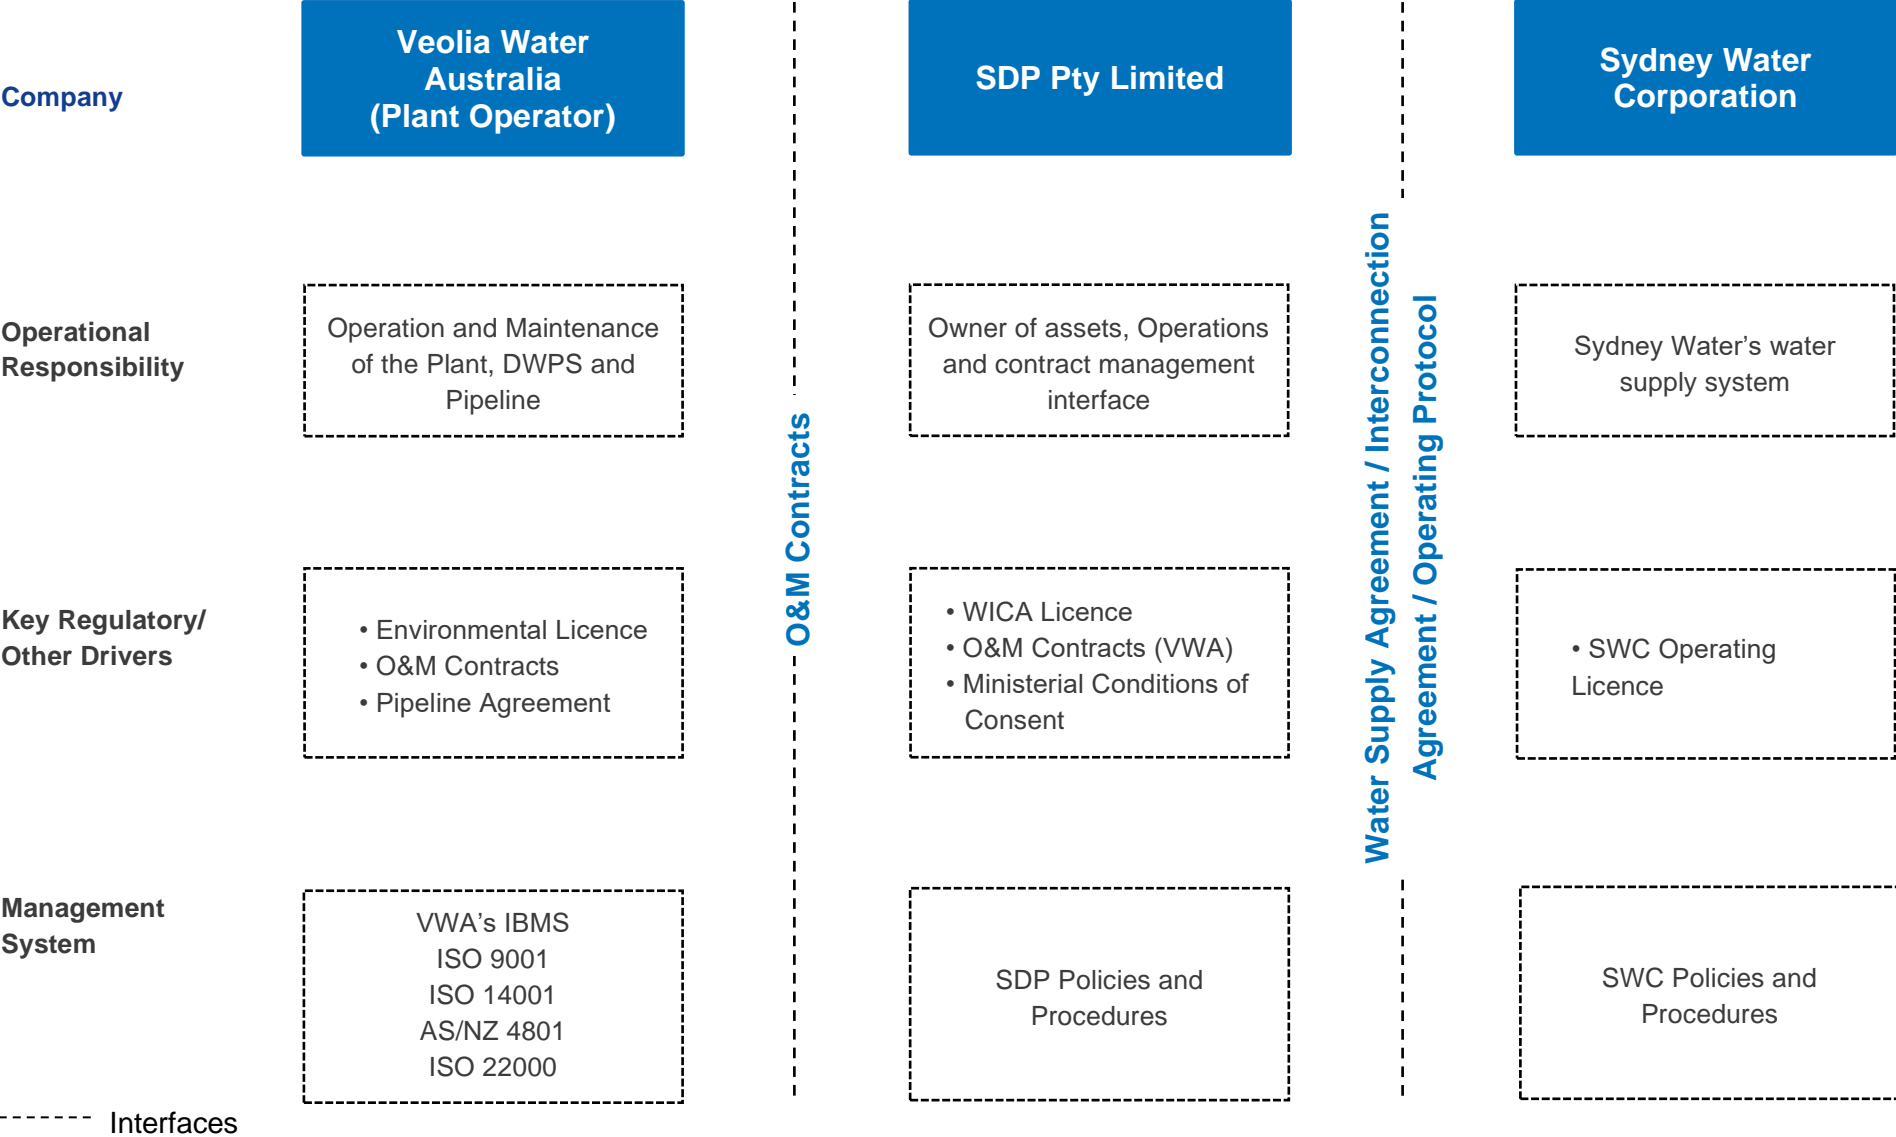 Company
Veolia Water
Australia
(Plant Operator)
SDP Pty Limited
Sydney Water
Corporation
Operational
Responsibility
Operation and Maintenance
of the Plant, DWPS and
Pipeline
Owner of assets, Operations
and contract management
interface
Sydney Water’s water
supply system
O&M Contracts
Water Supply Agreement / Interconnection
Agreement / Operating Protocol
Key Regulatory/
Other Drivers
• Environmental Licence
• O&M Contracts
• Pipeline Agreement
• WICA Licence
• O&M Contracts (VWA)
• Ministerial Conditions of
Consent
• SWC Operating
Licence
Management
System
VWA’s IBMS
ISO 9001
ISO 14001
AS/NZ 4801
ISO 22000
SDP Policies and
Procedures
SWC Policies and
Procedures
Interfaces